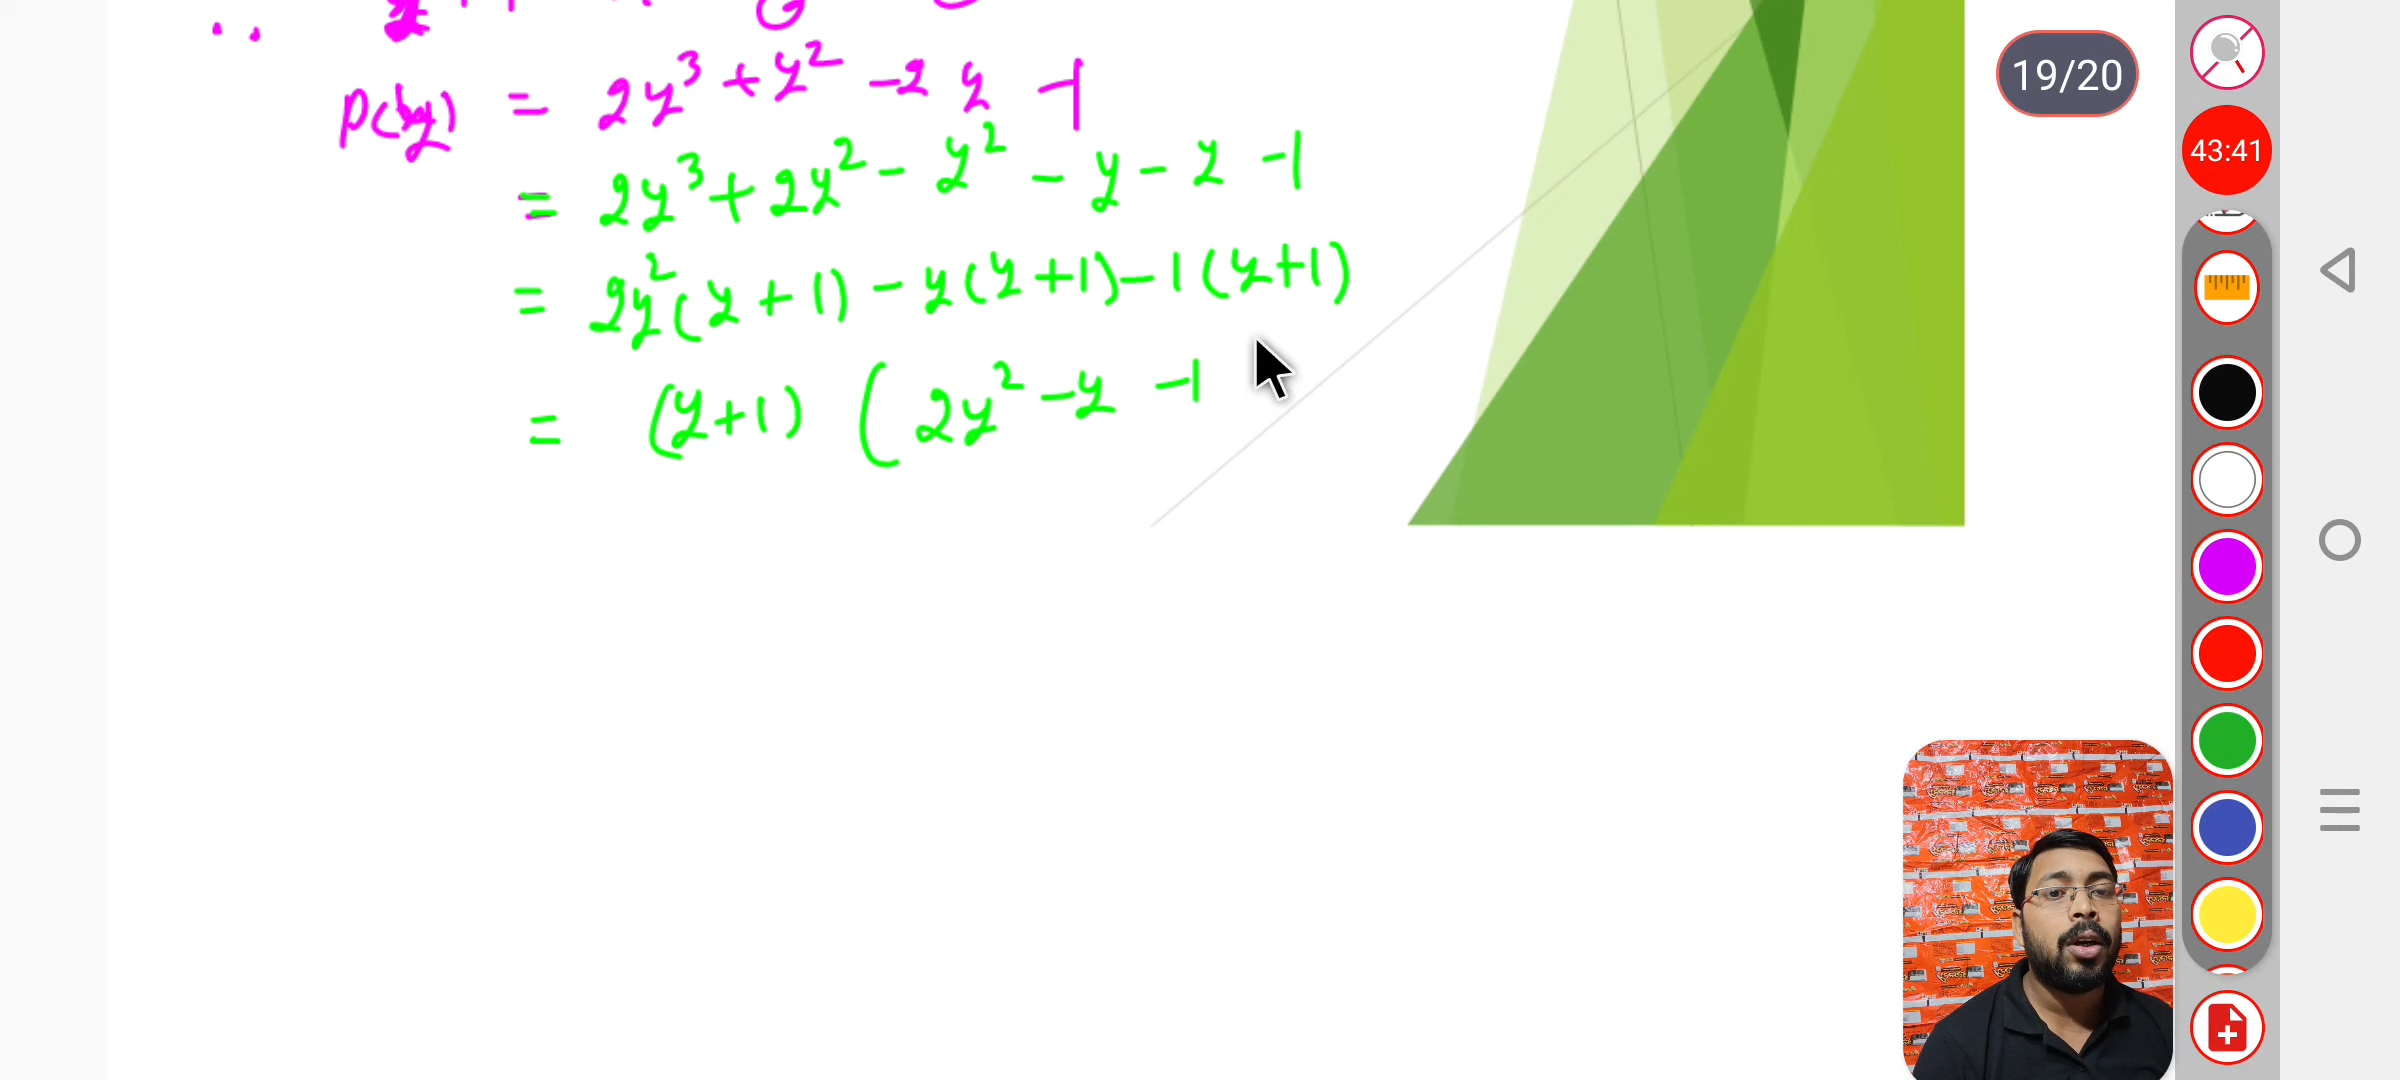 P(y) = 2y³ + y² - 2y - 1
= 2y³ + 2y² - y² - y - y - 1
= 2y²(y + 1) - y(y + 1) - 1(y+1)
= (y+1) (2y² - y - 1
19/20
43:41